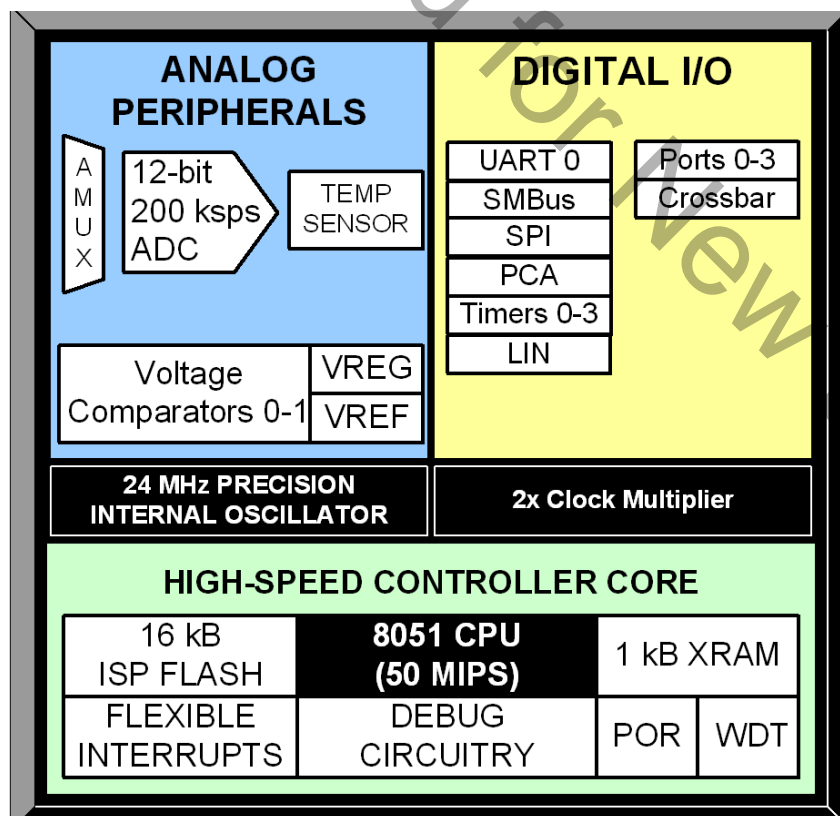 ANALOG
PERIPHERALS
A
M
U
X
12-bit
200 ksps
ADC
TEMP
SENSOR
Voltage
Comparators 0-1
VREG
VREF
DIGITAL I/O
UART 0
SMBus
SPI
PCA
Timers 0-3
LIN
Ports 0-3
Crossbar
24 MHz PRECISION
INTERNAL OSCILLATOR
2x Clock Multiplier
HIGH-SPEED CONTROLLER CORE
16 kB
ISP FLASH
8051 CPU
(50 MIPS)
1 kB XRAM
FLEXIBLE
INTERRUPTS
DEBUG
CIRCUITRY
POR
WDT
for New